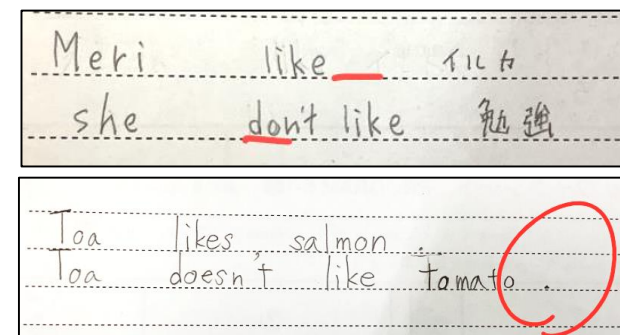 Meri like イルカ
she don't like 勉強
Toa likes, salmon.
Toa doesn't like tomato.